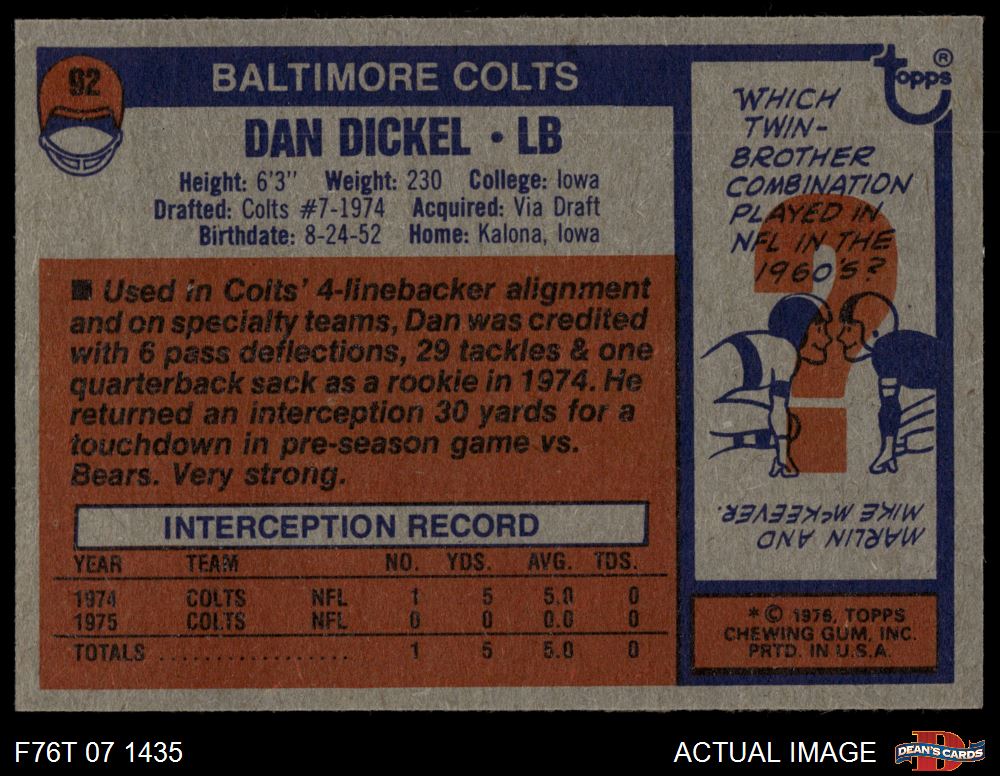 92
BALTIMORE COLTS
DAN DICKEL • LB
Height: 6'3" Weight: 230 College: Iowa
Drafted: Colts #7-1974 Acquired: Via Draft
Birthdate: 8-24-52 Home: Kalona, Iowa
■ Used in Colts' 4-linebacker alignment
and on specialty teams, Dan was credited
with 6 pass deflections, 29 tackles & one
quarterback sack as a rookie in 1974. He
returned an interception 30 yards for a
touchdown in pre-season game vs.
Bears. Very strong.
INTERCEPTION RECORD
YEAR TEAM NO. YDS. AVG. TDS.
1974 COLTS NFL 1 5 5.0 0
1975 COLTS NFL 0 0 0.0 0
TOTALS .................. 1 5 5.0 0
Topps ®
WHICH
TWIN-
BROTHER
COMBINATION
PLAYED IN
NFL IN THE
1960'S?
?
MARLIN AND
MIKE McKEEVER.
* © 1976, TOPPS
CHEWING GUM, INC.
PRTD. IN U.S.A.
F76T 07 1435
ACTUAL IMAGE
D
DEAN'S CARDS